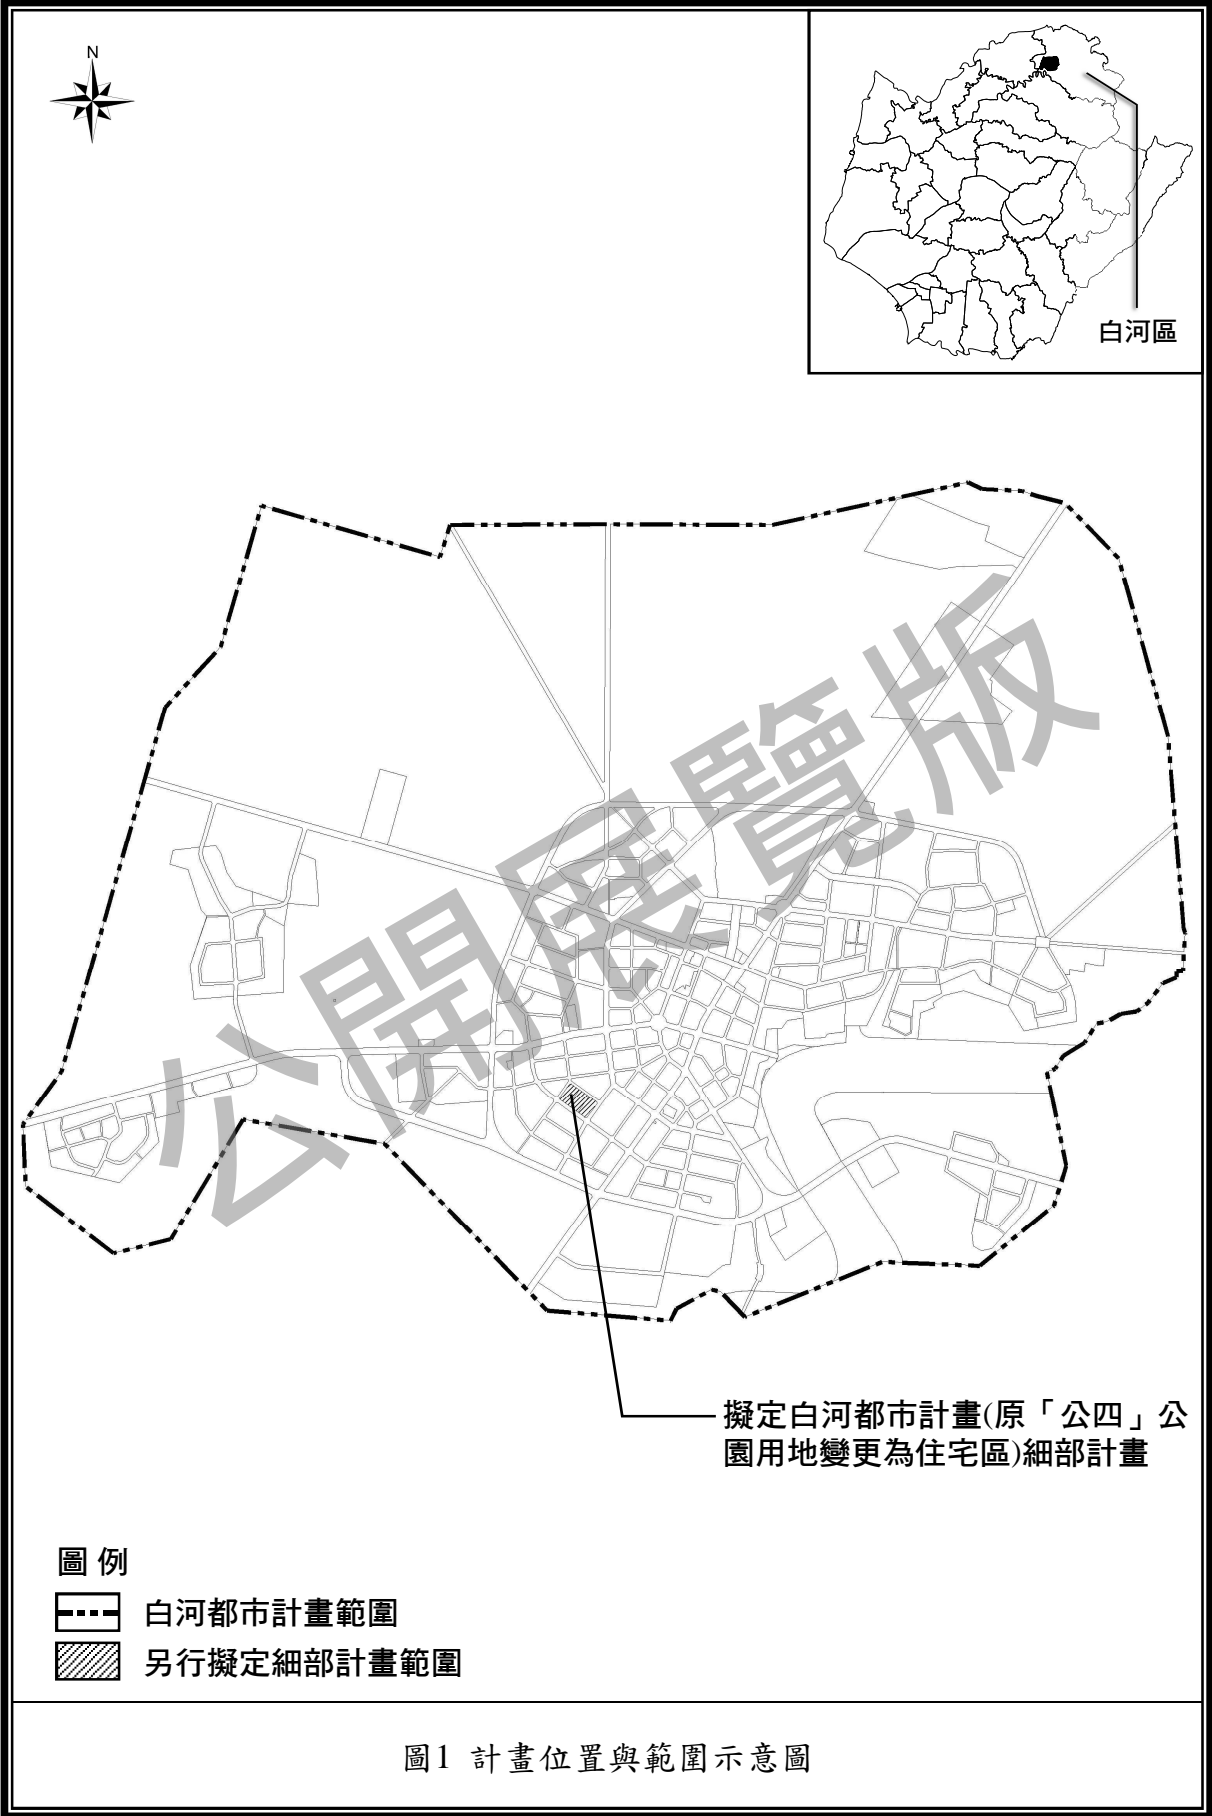 N
白河區
公開展覽版
擬定白河都市計畫(原「公四」公
園用地變更為住宅區)細部計畫
圖例
白河都市計畫範圍
另行擬定細部計畫範圍
圖1 計畫位置與範圍示意圖